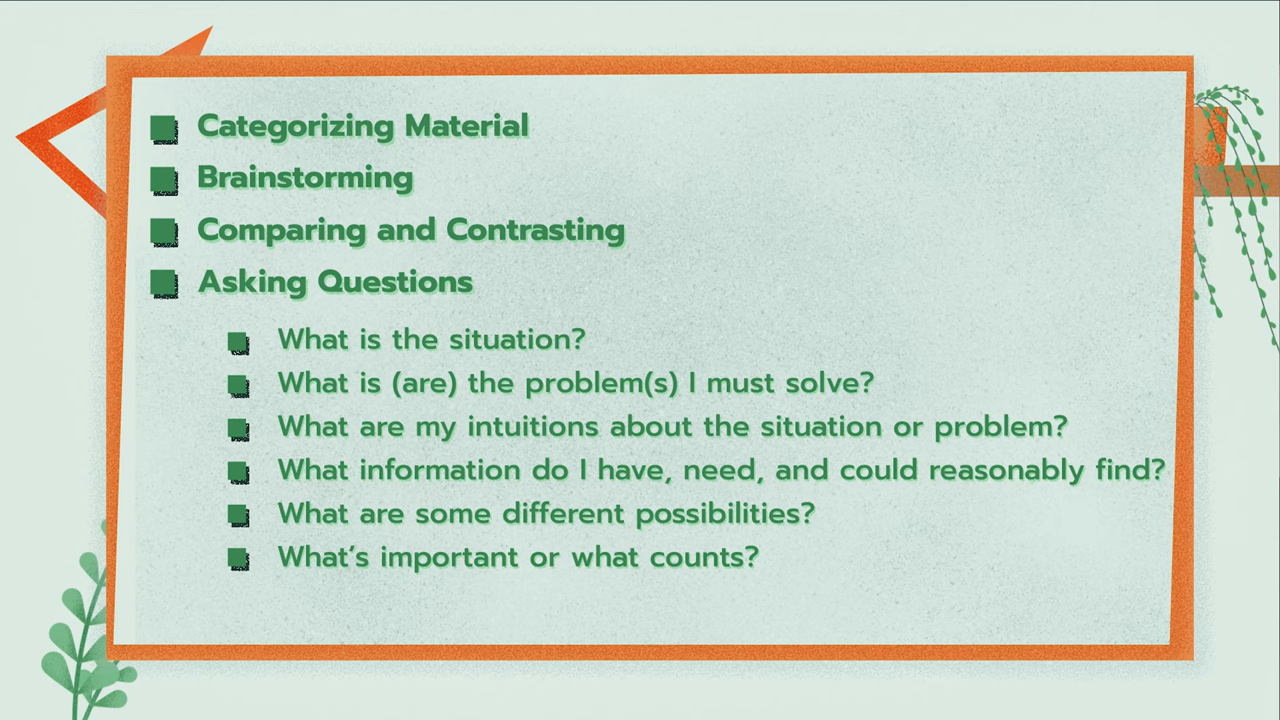 Categorizing Material
Brainstorming
Comparing and Contrasting
Asking Questions
What is the situation?
What is (are) the problem(s) I must solve?
What are my intuitions about the situation or problem?
What information do I have, need, and could reasonably find?
What are some different possibilities?
What's important or what counts?